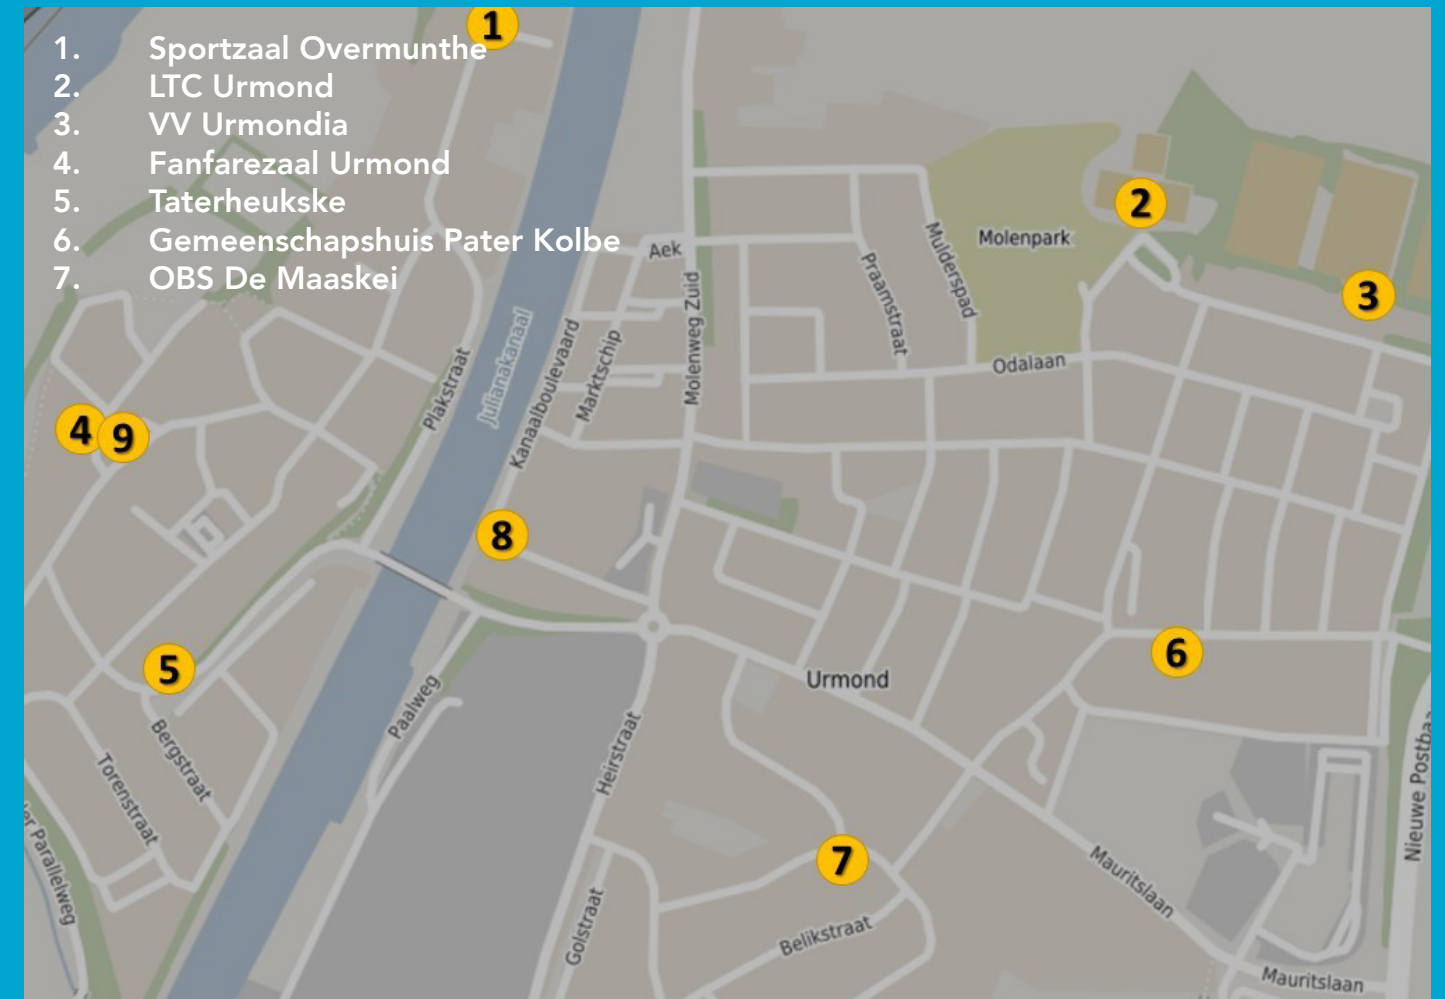 1. Sportzaal Overmunthe
2. LTC Urmond
3. VV Urmondia
4. Fanfarezaal Urmond
5. Taterheukske
6. Gemeenschapshuis Pater Kolbe
7. OBS De Maaskei
1
2
3
4
9
8
5
6
7
Aek
Molenpark
Mulderspad
Praamstraat
Molenweg Zuid
Odalaan
Julianakanaal
Kanaalboulevaard
Marktschip
Plakstraat
Urmond
Paalweg
Bergstraat
Torenstraat
Heirstraat
Parallelweg
Golstraat
Belikstraat
Mauritslaan
Mauritslaan
Nieuwe Postbaa